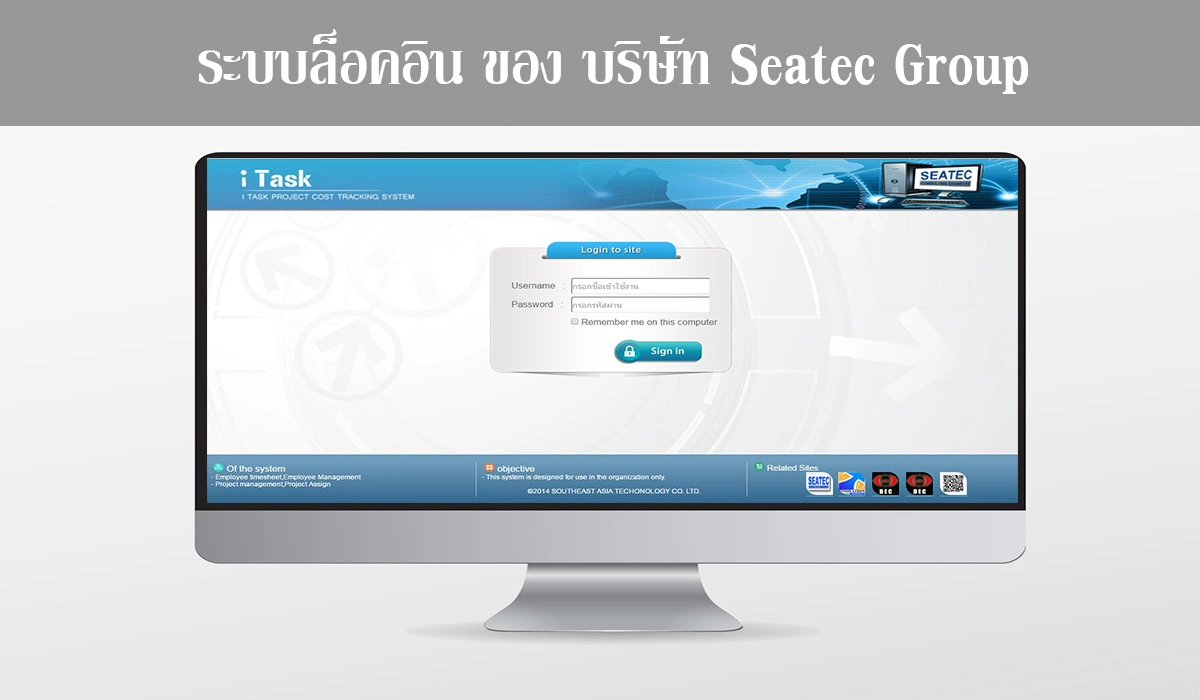 ระบบล็อคอิน ของ บริษัท Seatec Group
i Task
I TASK PROJECT COST TRACKING SYSTEM
SEATEC
Login to site
Username : กรอกชื่อเข้าใช้งาน
Password : กรอกรหัสผ่าน
Remember me on this computer
Sign in
Of the system
- Employee timesheet,Employee Management
- Project management,Project Assign
objective
- This system is designed for use in the organization only.
©2014 SOUTHEAST ASIA TECHONOLOGY CO. LTD.
Related Sites
SEATEC
DEC
DEC